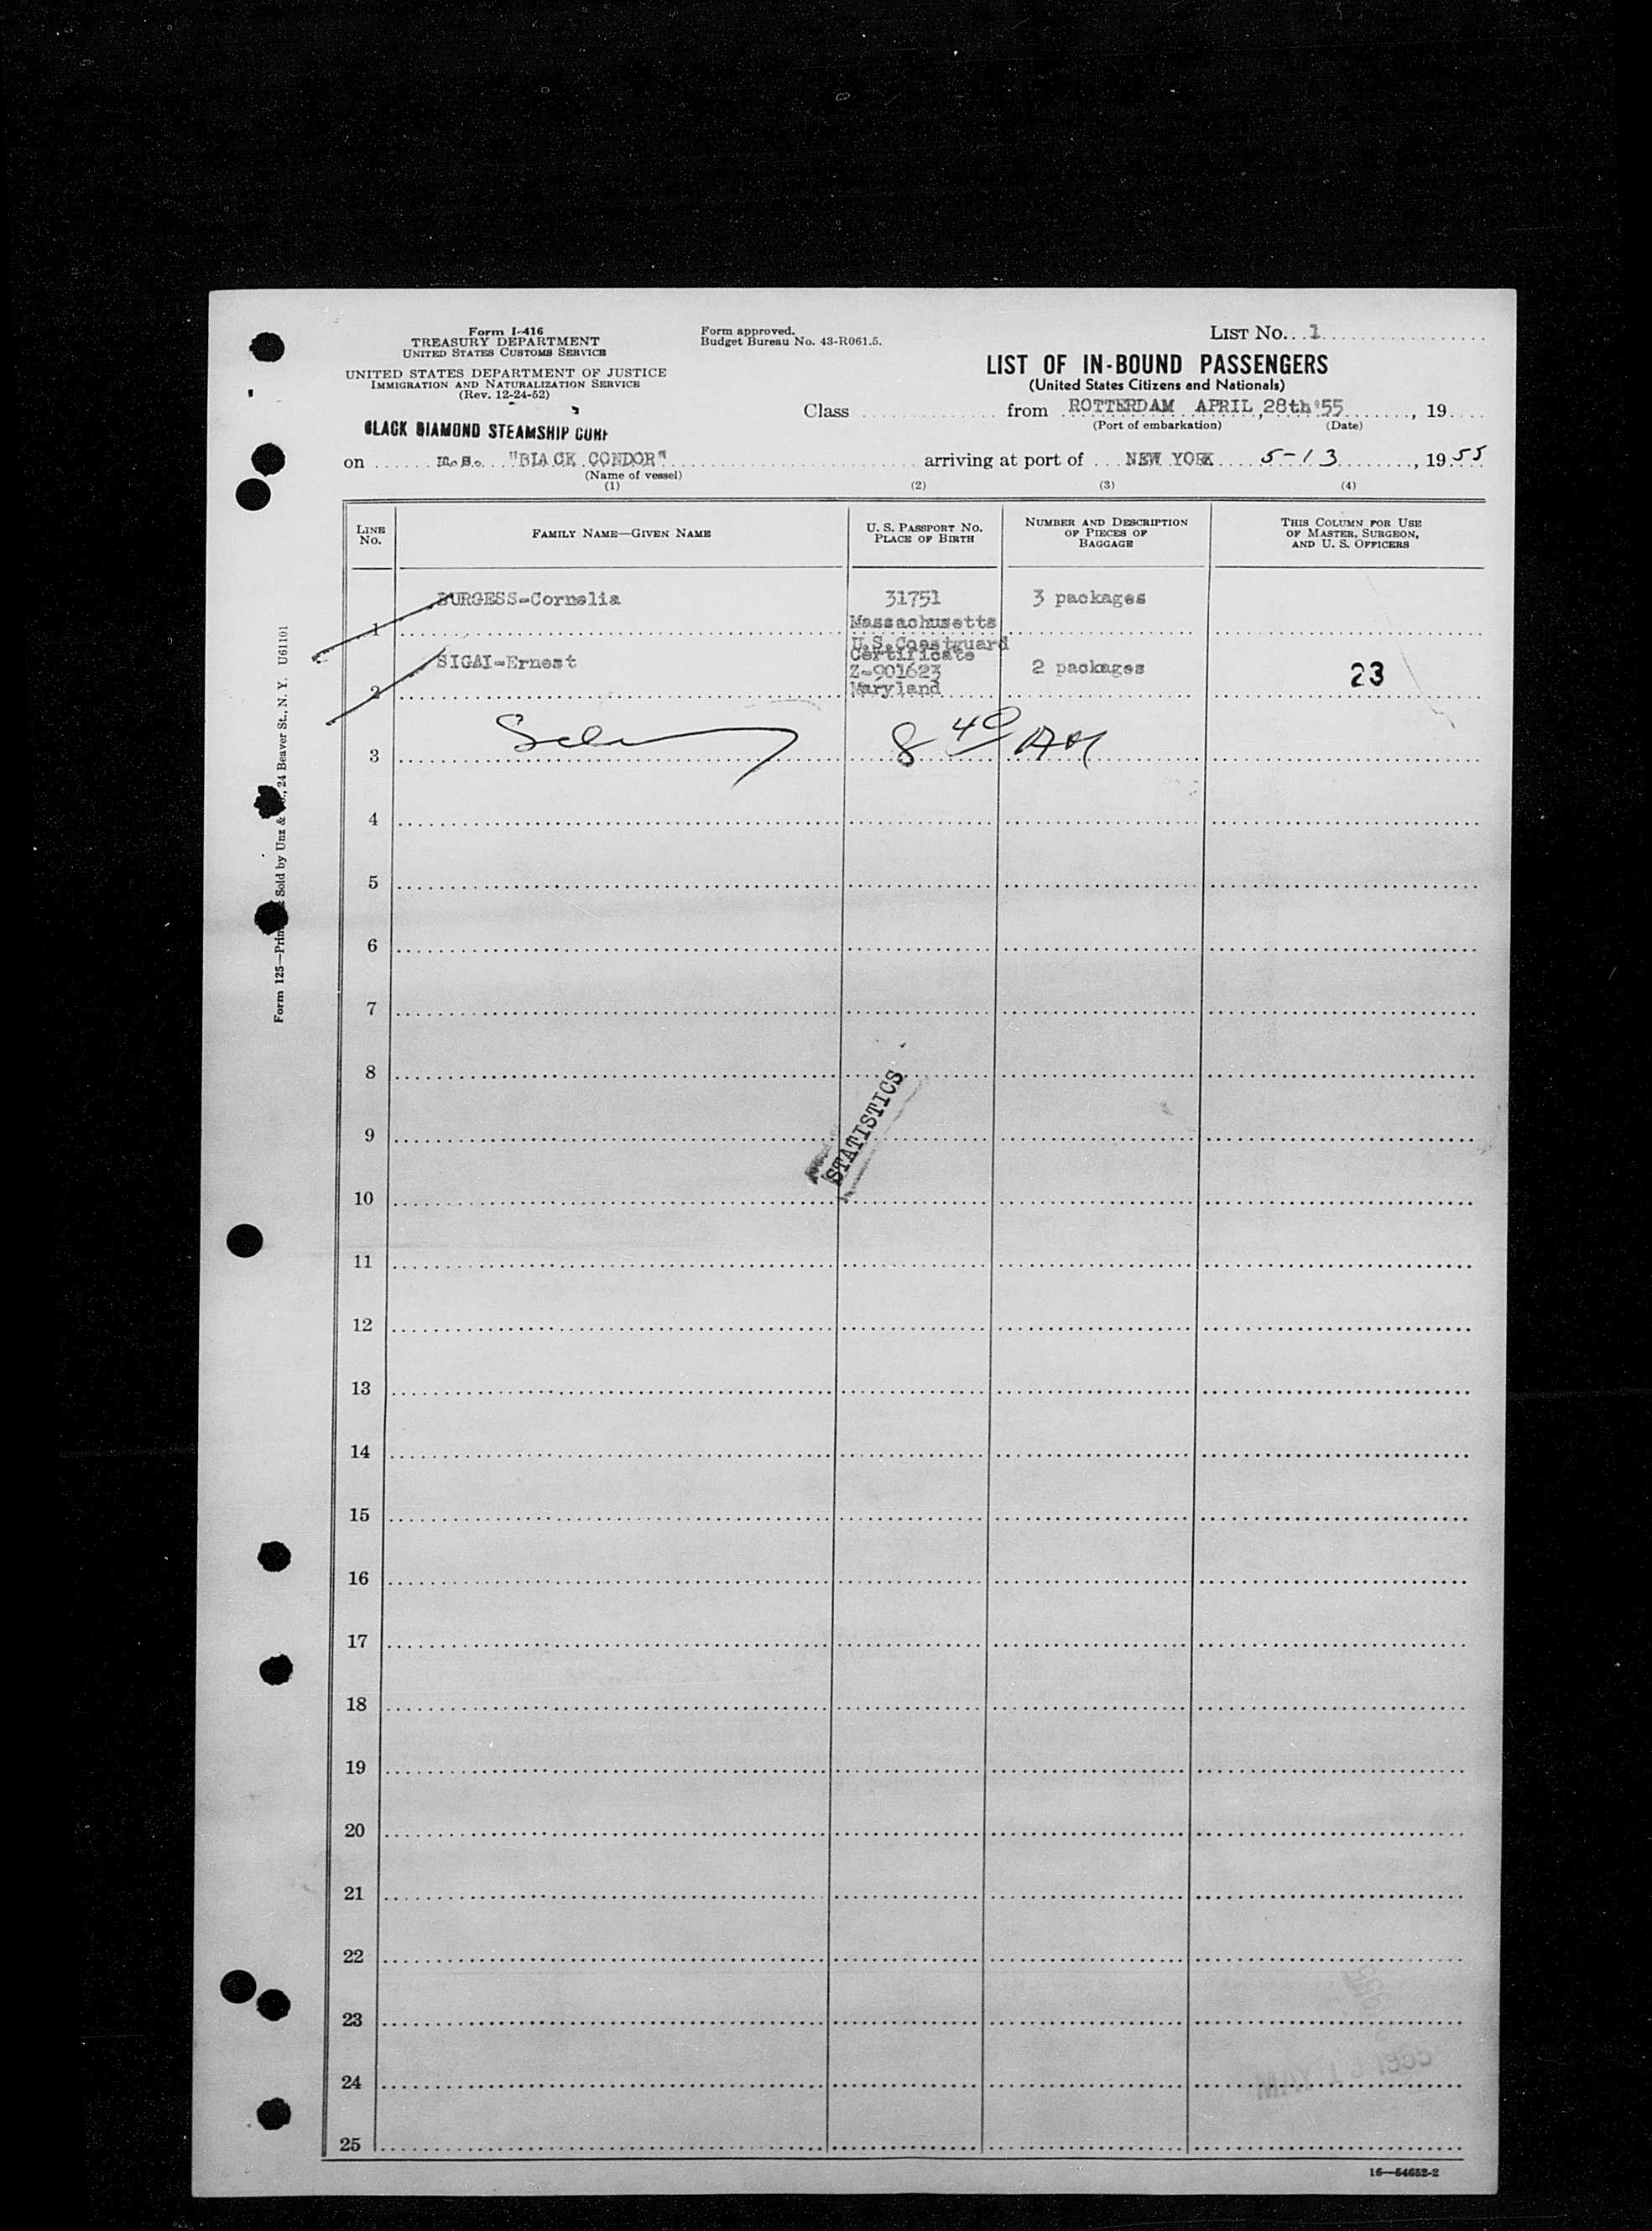 Form I-416
TREASURY DEPARTMENT
UNITED STATES CUSTOMS SERVICE
UNITED STATES DEPARTMENT OF JUSTICE
IMMIGRATION AND NATURALIZATION SERVICE
(Rev. 12-24-52)
Form approved.
Budget Bureau No. 43-R061.5.
LIST No. 1
LIST OF IN-BOUND PASSENGERS
(United States Citizens and Nationals)
Class from ROTTERDAM APRIL, 28th '55, 19
(Port of embarkation) (Date)
BLACK DIAMOND STEAMSHIP CORP
on m.s. "BLACK CONDOR" arriving at port of NEW YORK 5-13, 1955
(Name of vessel)
(1) (2) (3) (4)
LINE No. FAMILY NAME—GIVEN NAME U. S. PASSPORT NO. PLACE OF BIRTH NUMBER AND DESCRIPTION OF PIECES OF BAGGAGE THIS COLUMN FOR USE OF MASTER, SURGEON, AND U. S. OFFICERS
BURGESS-Cornelia 31751 3 packages
1 Massachusetts
U.S.Coastguard
Certificate
SIGAI-Ernest Z-901623 2 packages 23
2 Maryland
3 8 40 AM
4
5
6
7
8
STATISTICS
9
10
11
12
13
14
15
16
17
18
19
20
21
22
23
24
25
16—54652-2
Form 125—Sold by Unz & 24 Beaver St., N. Y. U61101